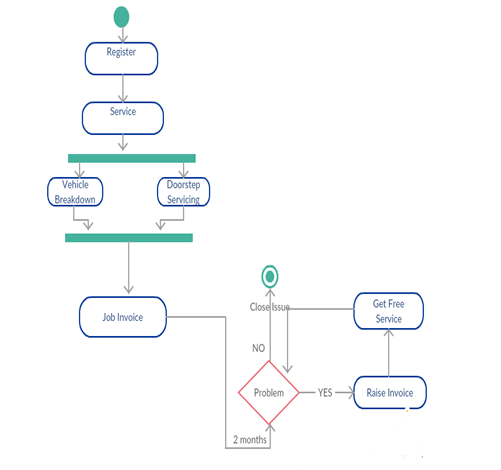 Register
Service
Vehicle
Breakdown
Doorstep
Servicing
Job Invoice
Close Issue
Get Free
Service
NO
Problem
YES
Raise Invoice
2 months